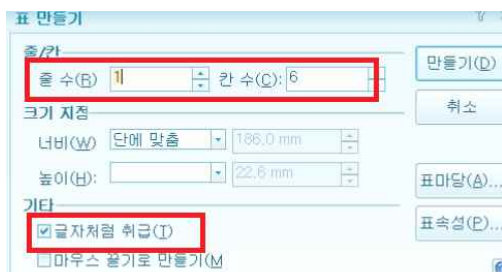 표 만들기
줄/칸
줄 수(R) 1 칸 수(C): 6
만들기(D)
취소
크기 지정
너비(W) 단에 맞춤 186.0 mm
높이(H): 22.6 mm
표마당(A)...
표속성(P)...
기타
글자처럼 취급(T)
마우스 끌기로 만들기(M